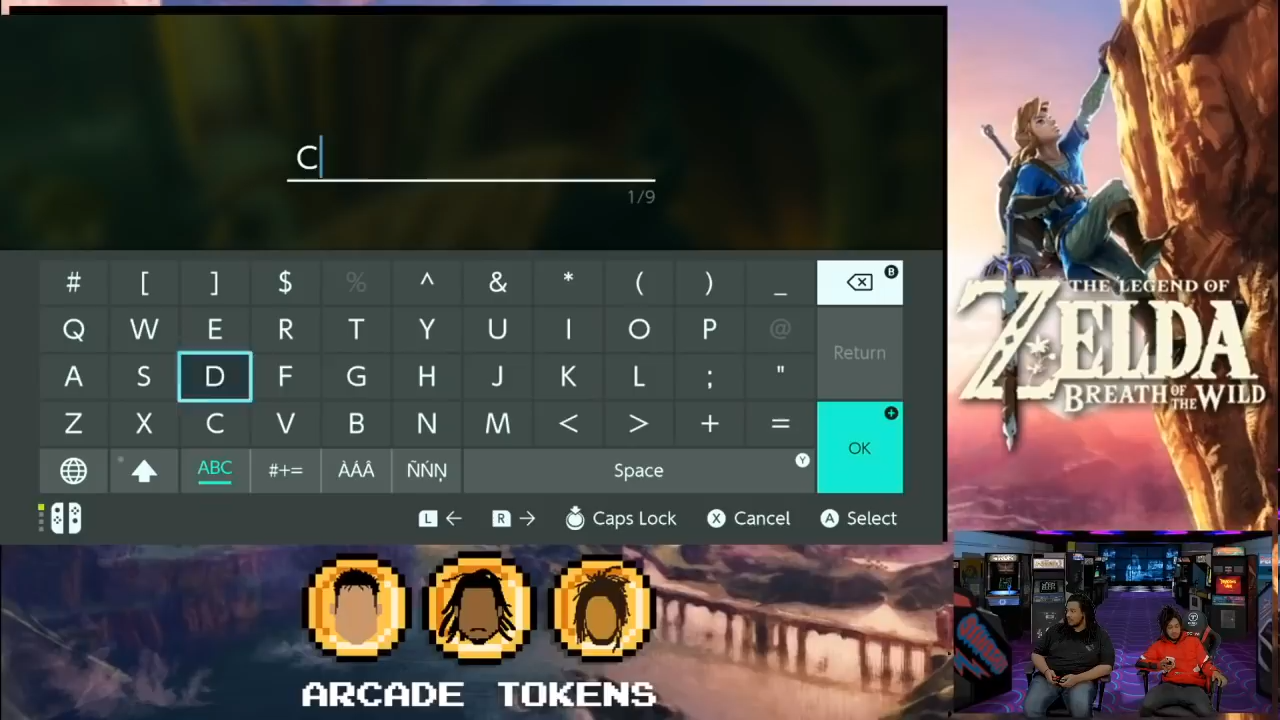 C
1/9
# [ ] $ % ^ & * ( ) _
Q W E R T Y U I O P @
Return
A S D F G H J K L ; "
Z X C V B N M < > + =
OK
ABC #+= ÀÁÂ ÑŃŅ Space
L ← R → Caps Lock X Cancel A Select
B
+
Y
THE LEGEND OF
ZELDA
BREATH OF THE WILD
ARCADE TOKENS